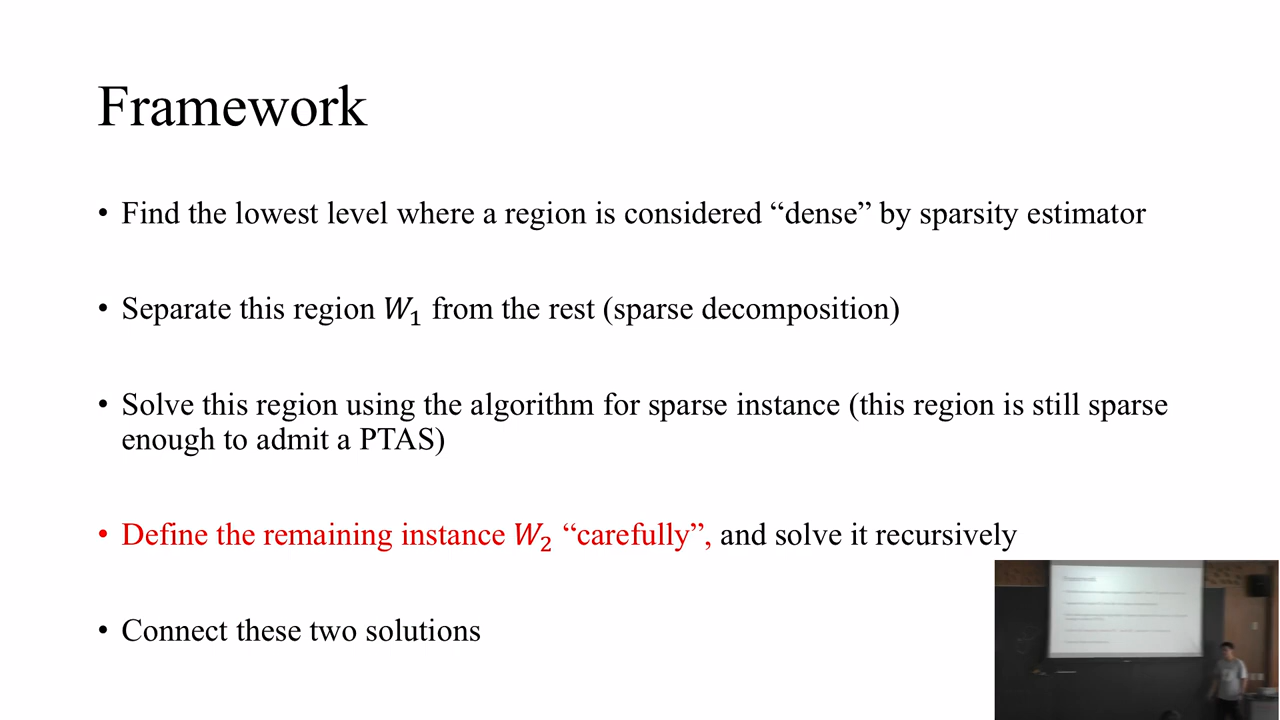 Framework
• Find the lowest level where a region is considered “dense” by sparsity estimator
• Separate this region W₁ from the rest (sparse decomposition)
• Solve this region using the algorithm for sparse instance (this region is still sparse
enough to admit a PTAS)
• Define the remaining instance W₂ “carefully”, and solve it recursively
• Connect these two solutions